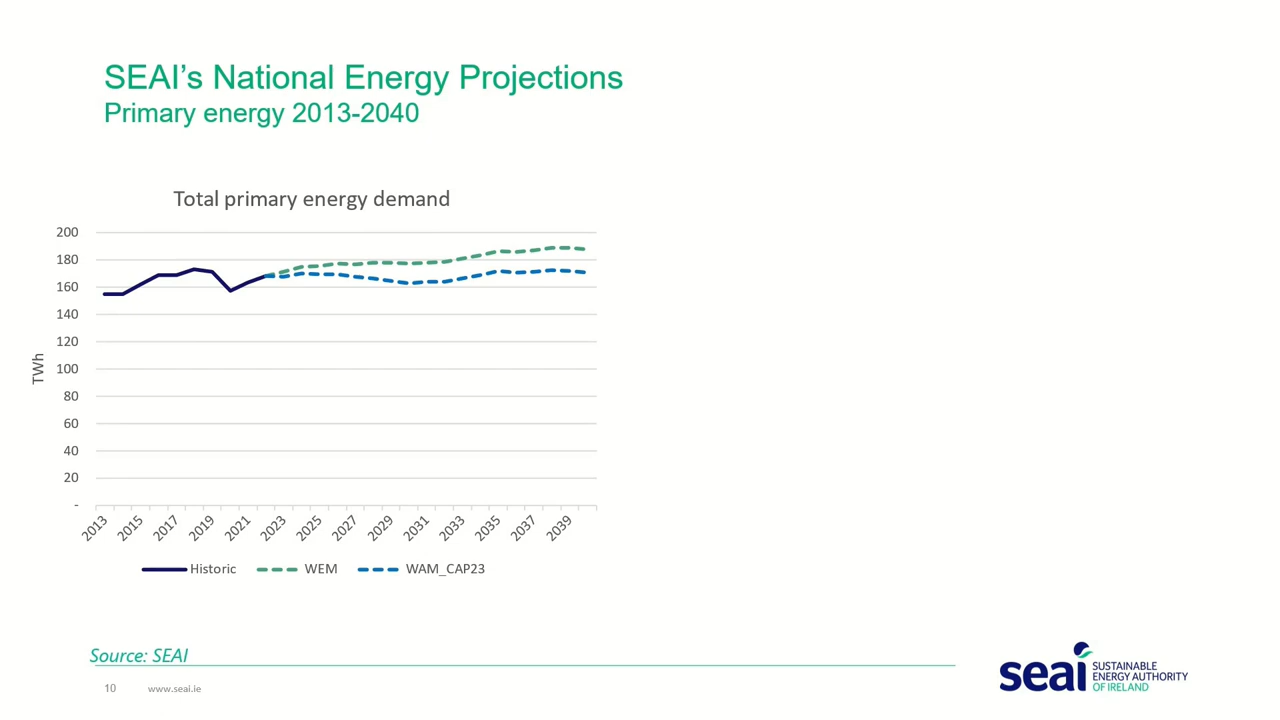 SEAI’s National Energy Projections
Primary energy 2013-2040
Total primary energy demand
200
180
160
140
120
100
80
60
40
20
-
TWh
2013
2015
2017
2019
2021
2023
2025
2027
2029
2031
2033
2035
2037
2039
Historic
WEM
WAM_CAP23
Source: SEAI
10
www.seai.ie
seai
SUSTAINABLE
ENERGY AUTHORITY
OF IRELAND